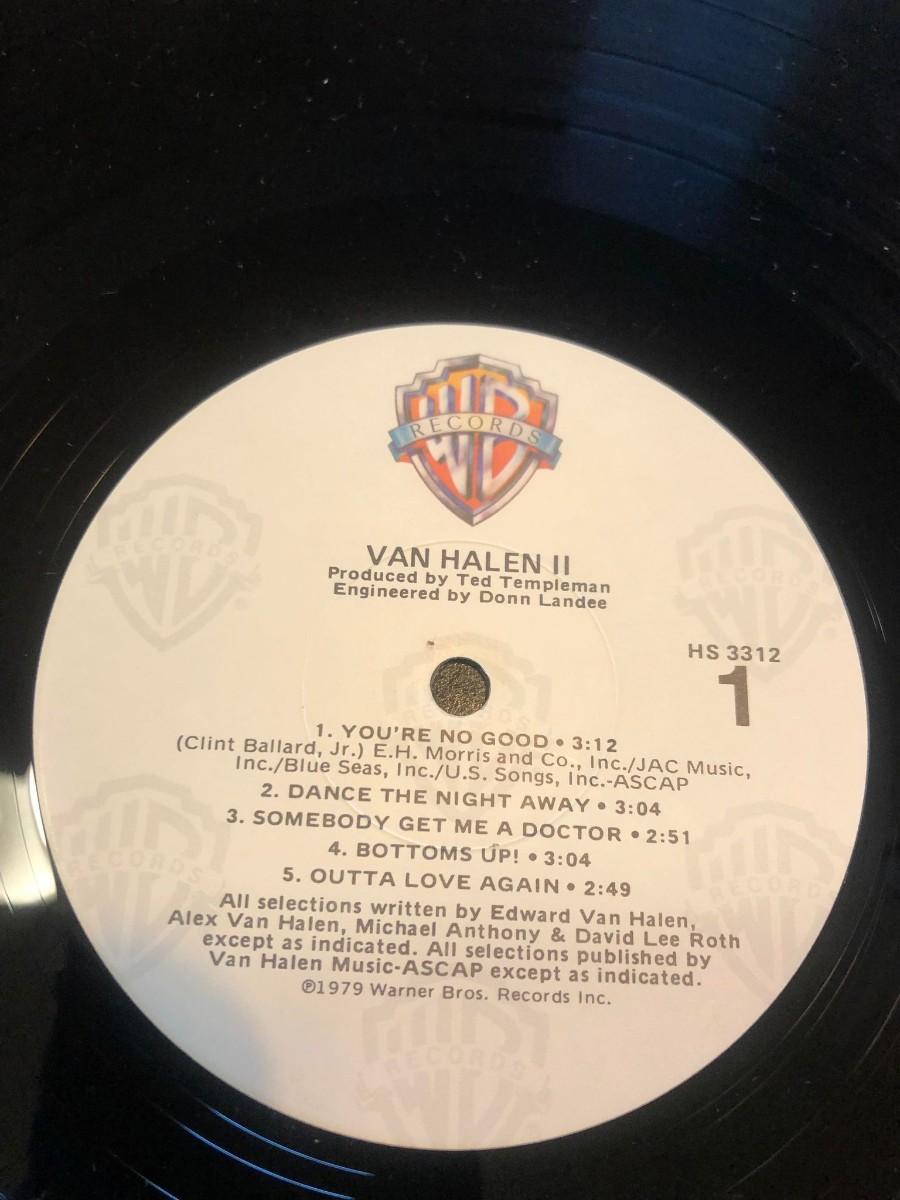 WB
RECORDS
VAN HALEN II
Produced by Ted Templeman
Engineered by Donn Landee
HS 3312
1
1. YOU'RE NO GOOD • 3:12
(Clint Ballard, Jr.) E.H. Morris and Co., Inc./JAC Music,
Inc./Blue Seas, Inc./U.S. Songs, Inc.-ASCAP
2. DANCE THE NIGHT AWAY • 3:04
3. SOMEBODY GET ME A DOCTOR • 2:51
4. BOTTOMS UP! • 3:04
5. OUTTA LOVE AGAIN • 2:49
All selections written by Edward Van Halen,
Alex Van Halen, Michael Anthony & David Lee Roth
except as indicated. All selections published by
Van Halen Music-ASCAP except as indicated.
℗1979 Warner Bros. Records Inc.